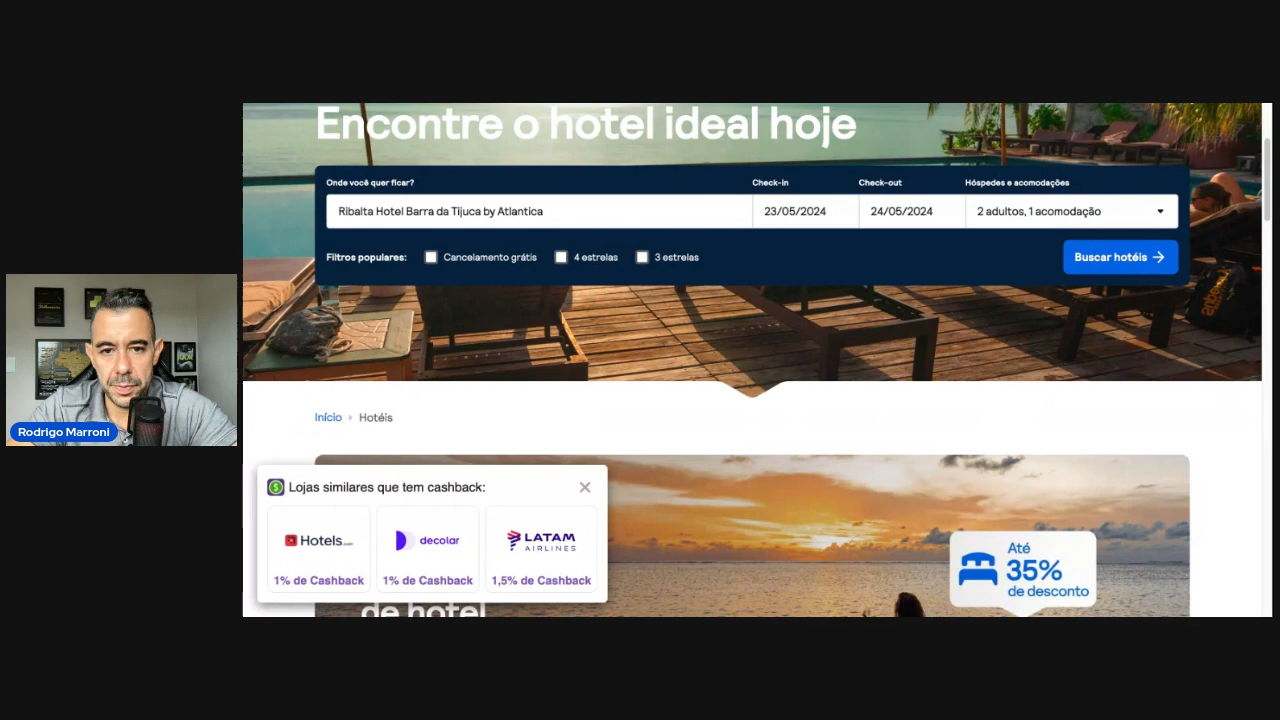 Encontre o hotel ideal hoje
Onde você quer ficar?
Check-in
Check-out
Hóspedes e acomodações
Ribalta Hotel Barra da Tijuca by Atlantica
23/05/2024
24/05/2024
2 adultos, 1 acomodação
Filtros populares:
Cancelamento grátis
4 estrelas
3 estrelas
Buscar hotéis
Rodrigo Marroni
Início
Hotéis
Lojas similares que tem cashback:
Hotels.com
decolar
LATAM
AIRLINES
1% de Cashback
1% de Cashback
1,5% de Cashback
Até
35%
de desconto
de hotel